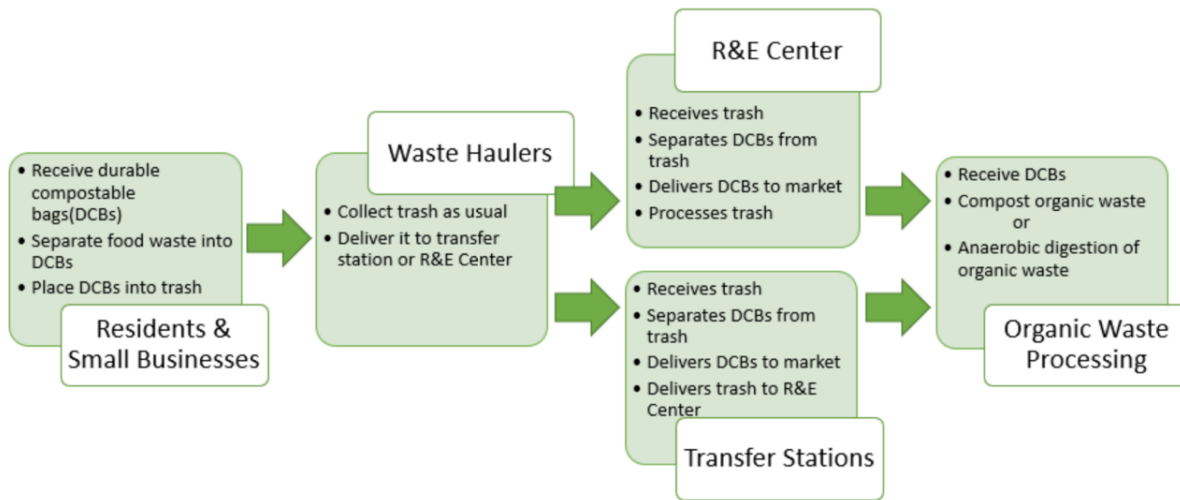 • Receive durable
compostable
bags(DCBs)
• Separate food waste into
DCBs
• Place DCBs into trash
Residents &
Small Businesses
Waste Haulers
• Collect trash as usual
• Deliver it to transfer
station or R&E Center
R&E Center
• Receives trash
• Separates DCBs from
trash
• Delivers DCBs to market
• Processes trash
• Receives trash
• Separates DCBs from
trash
• Delivers DCBs to market
• Delivers trash to R&E
Center
Transfer Stations
• Receive DCBs
• Compost organic waste
or
• Anaerobic digestion of
organic waste
Organic Waste
Processing